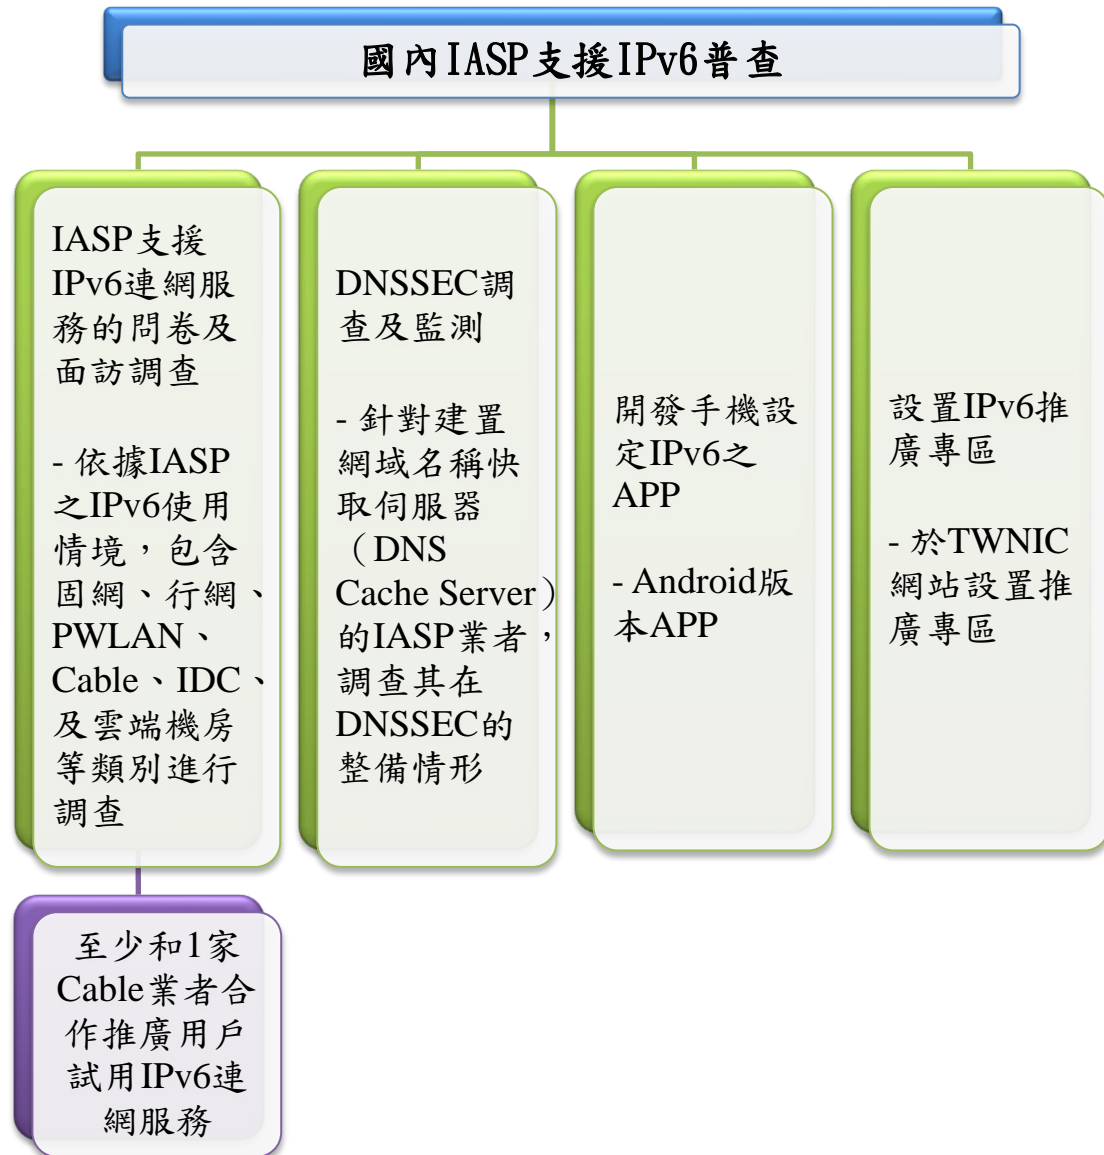 國內IASP支援IPv6普查
IASP支援
IPv6連網服
務的問卷及
面訪調查
- 依據IASP
之IPv6使用
情境，包含
固網、行網、
PWLAN、
Cable、IDC、
及雲端機房
等類別進行
調查
DNSSEC調
查及監測
- 針對建置
網域名稱快
取伺服器
（DNS
Cache Server）
的IASP業者，
調查其在
DNSSEC的
整備情形
開發手機設
定IPv6之
APP
- Android版
本APP
設置IPv6推
廣專區
- 於TWNIC
網站設置推
廣專區
至少和1家
Cable業者合
作推廣用戶
試用IPv6連
網服務